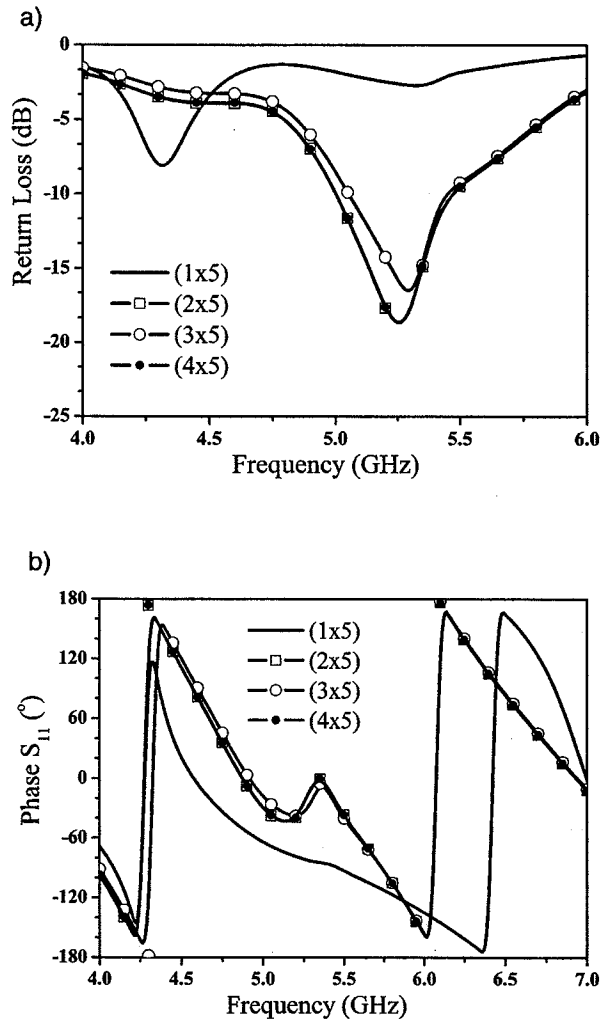 a)
0
-5
-10
-15
-20
-25
Return Loss (dB)
(1x5)
(2x5)
(3x5)
(4x5)
4.0 4.5 5.0 5.5 6.0
Frequency (GHz)
b)
180
120
60
0
-60
-120
-180
Phase S11 (°)
(1x5)
(2x5)
(3x5)
(4x5)
4.0 4.5 5.0 5.5 6.0 6.5 7.0
Frequency (GHz)